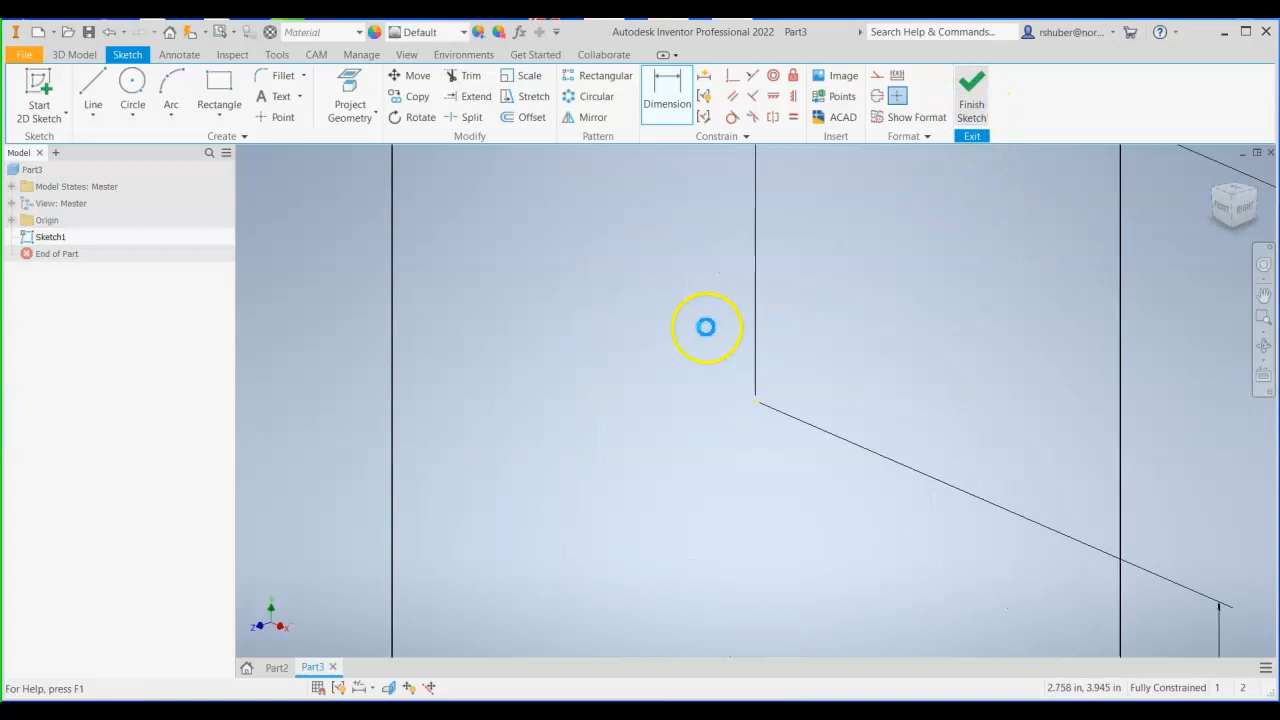 Material
Default
Autodesk Inventor Professional 2022 Part3
Search Help & Commands...
rshuber@nor...
File 3D Model Sketch Annotate Inspect Tools CAM Manage View Environments Get Started Collaborate
Start
2D Sketch
Line
Circle
Arc
Rectangle
Fillet
Text
Point
Project
Geometry
Move
Copy
Rotate
Trim
Extend
Split
Scale
Stretch
Offset
Rectangular
Circular
Mirror
Dimension
Image
Points
ACAD
Show Format
Finish
Sketch
Sketch Create Modify Pattern Constrain Insert Format Exit
Model
Part3
Model States: Master
View: Master
Origin
Sketch1
End of Part
FRONT RIGHT
Y
Z
X
Part2 Part3
For Help, press F1
2.758 in, 3.945 in Fully Constrained 1 2